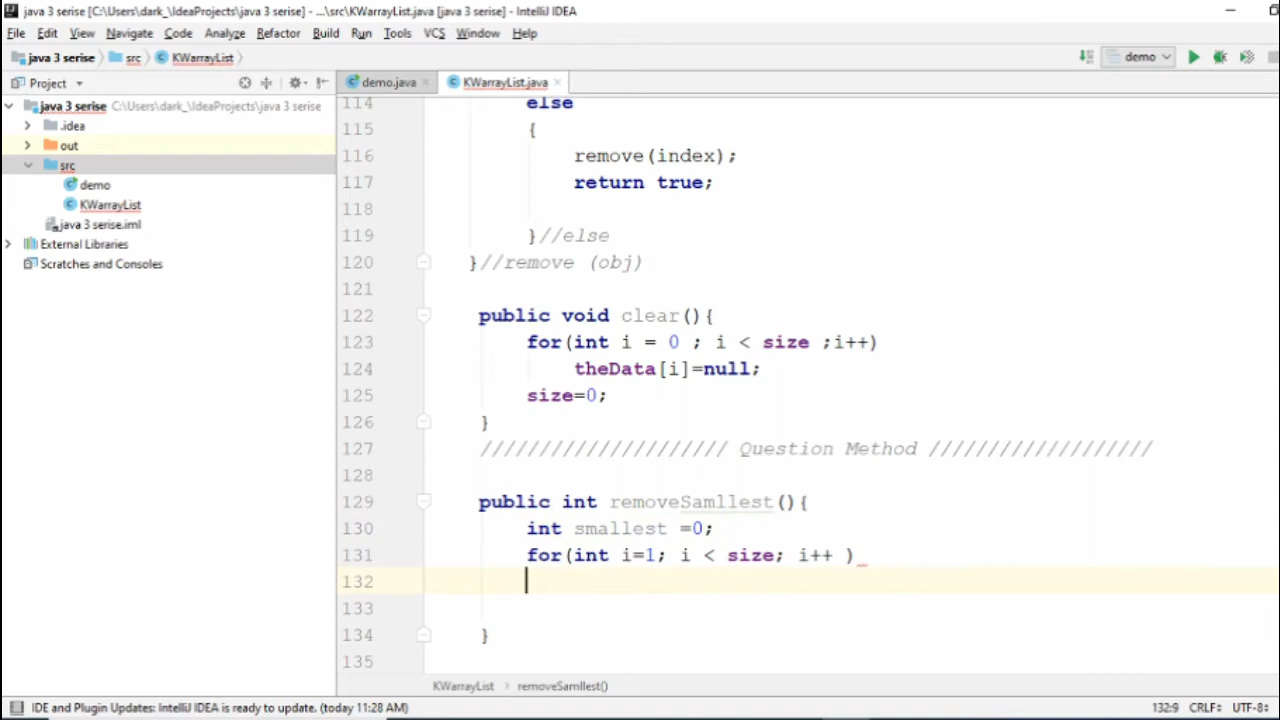 java 3 serise [C:\Users\dark_\IdeaProjects\java 3 serise] - ...\src\KWarrayList.java [java 3 serise] - IntelliJ IDEA
File Edit View Navigate Code Analyze Refactor Build Run Tools VCS Window Help
java 3 serise src KWarrayList demo
Project demo.java KWarrayList.java
java 3 serise C:\Users\dark_\IdeaProjects\java 3 serise
.idea
out
src
demo
KWarrayList
java 3 serise.iml
External Libraries
Scratches and Consoles
114 else
115 {
116 remove(index);
117 return true;
118
119 }//else
120 }//remove (obj)
121
122 public void clear(){
123 for(int i = 0 ; i < size ;i++)
124 theData[i]=null;
125 size=0;
126 }
127 ///////////////////// Question Method ///////////////////
128
129 public int removeSamllest(){
130 int smallest =0;
131 for(int i=1; i < size; i++ )
132
133
134 }
135
KWarrayList removeSamllest()
IDE and Plugin Updates: IntelliJ IDEA is ready to update. (today 11:28 AM) 132:9 CRLF UTF-8